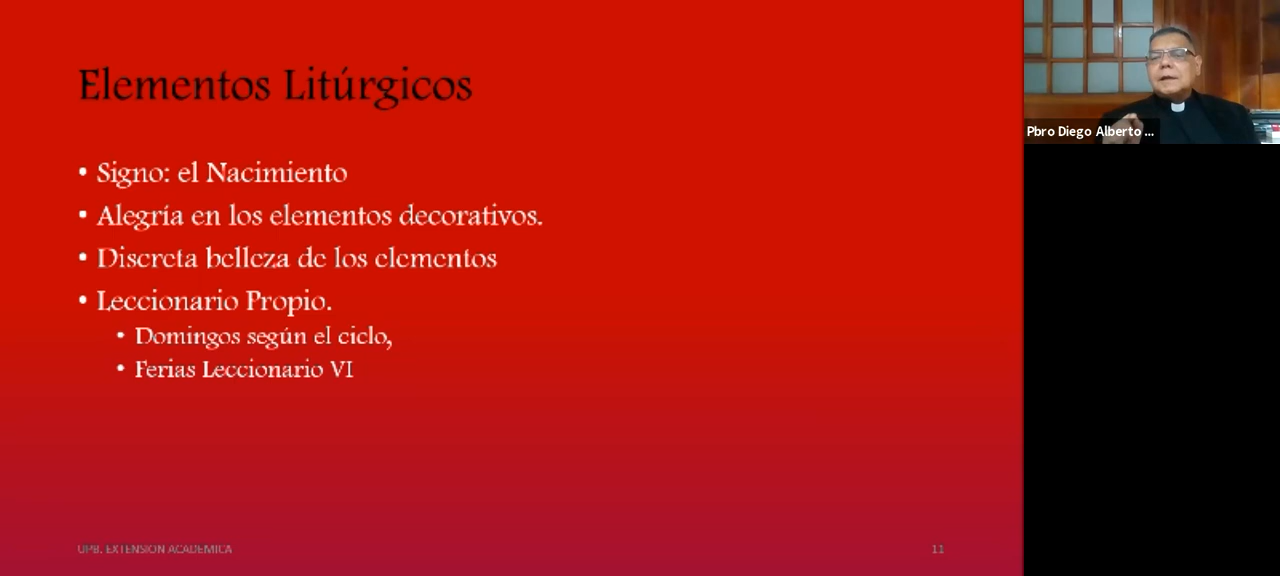 Elementos Litúrgicos
• Signo: el Nacimiento
• Alegría en los elementos decorativos.
• Discreta belleza de los elementos
• Leccionario Propio.
• Domingos según el ciclo,
• Ferias Leccionario VI
UPB. EXTENSION ACADEMICA
11
Pbro Diego Alberto ...